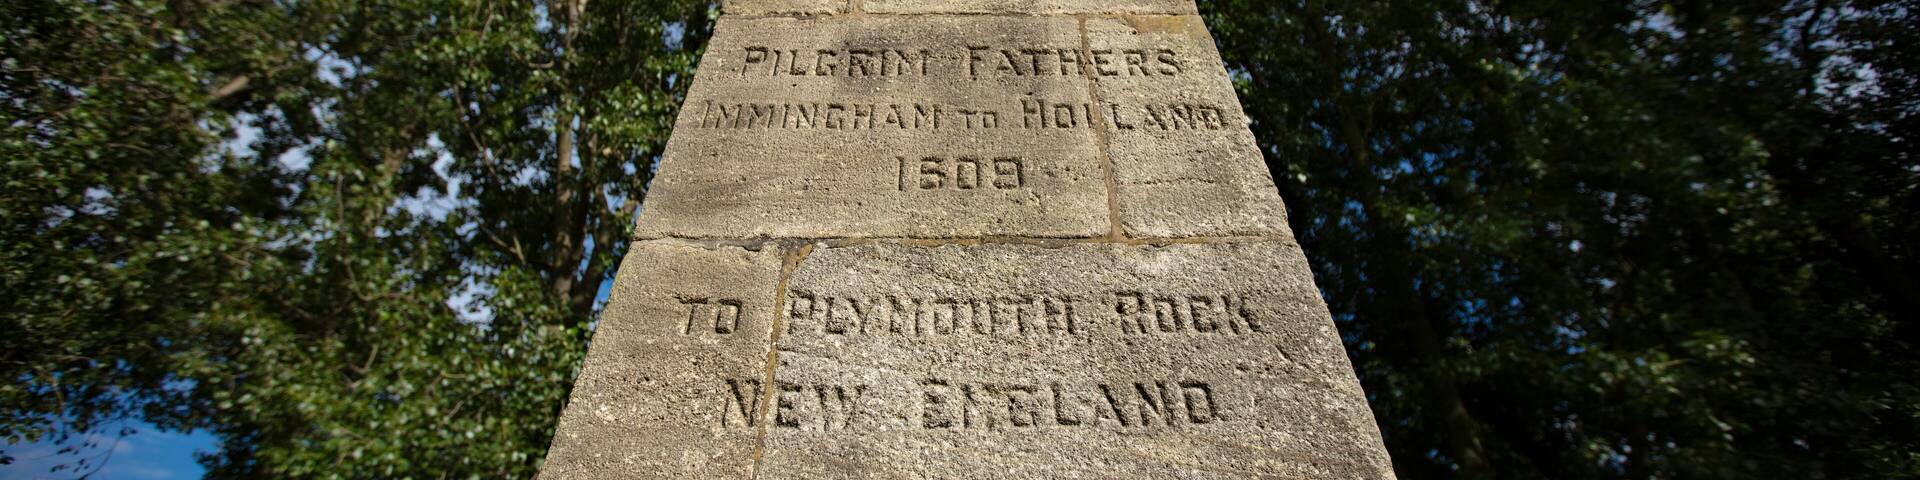 PILGRIM FATHERS
IMMINGHAM TO HOLLAND
1609
TO PLYMOUTH ROCK
NEW ENGLAND